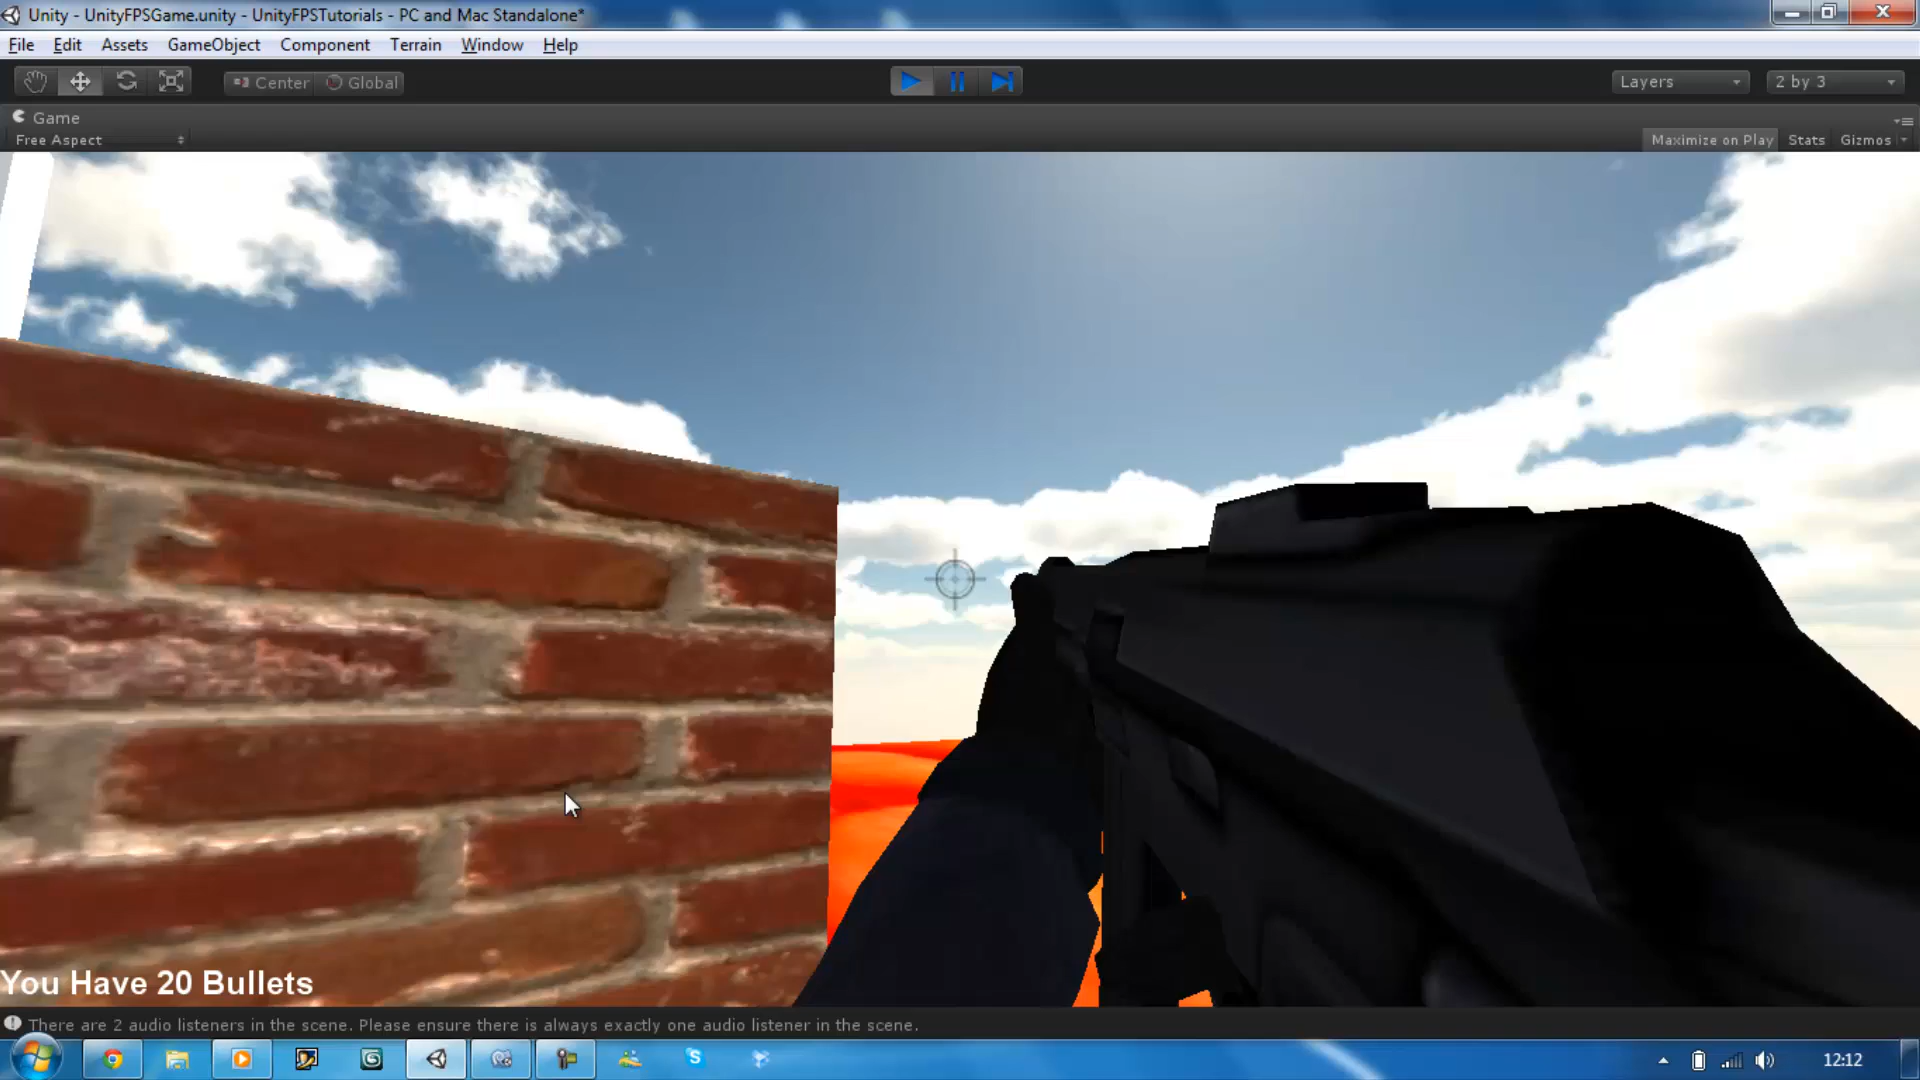 Unity - UnityFPSGame.unity - UnityFPSTutorials - PC and Mac Standalone*
File Edit Assets GameObject Component Terrain Window Help
Center Global Layers 2 by 3
Game
Free Aspect Maximize on Play Stats Gizmos
You Have 20 Bullets
There are 2 audio listeners in the scene. Please ensure there is always exactly one audio listener in the scene.
12:12